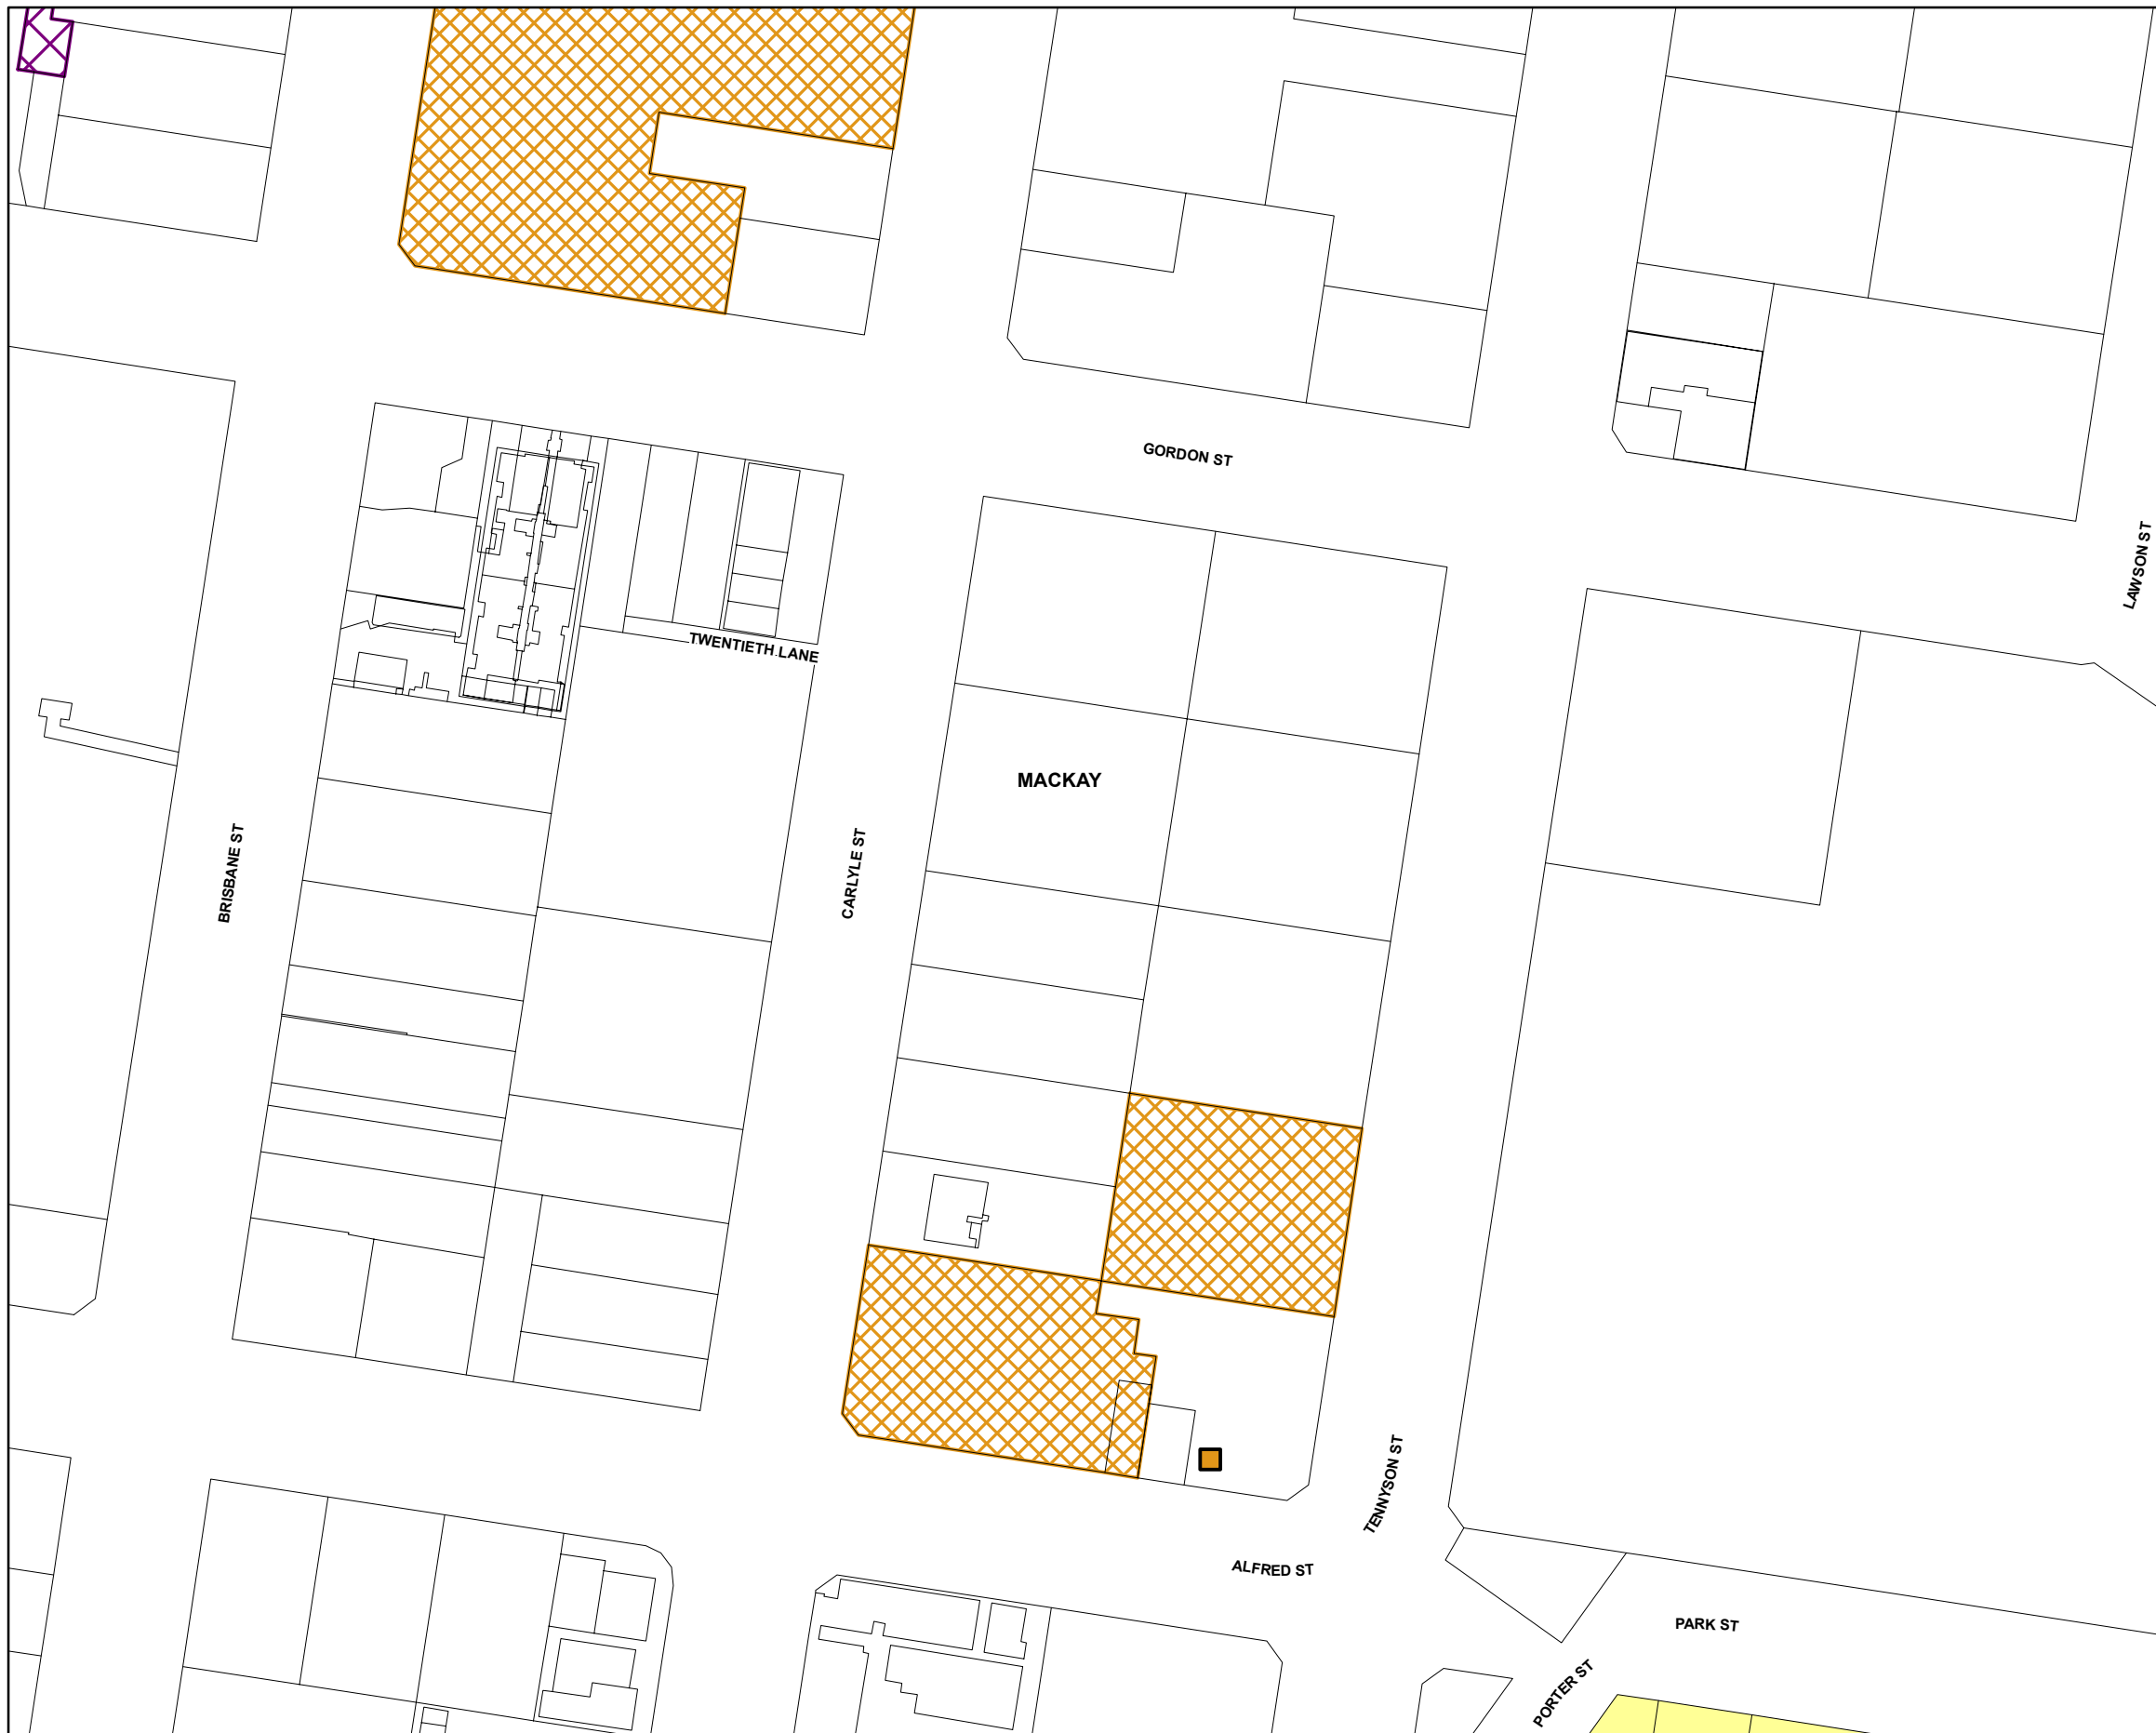 GORDON ST
LAWSON ST
TWENTIETH LANE
MACKAY
BRISBANE ST
CARLYLE ST
TENNYSON ST
ALFRED ST
PARK ST
PORTER ST